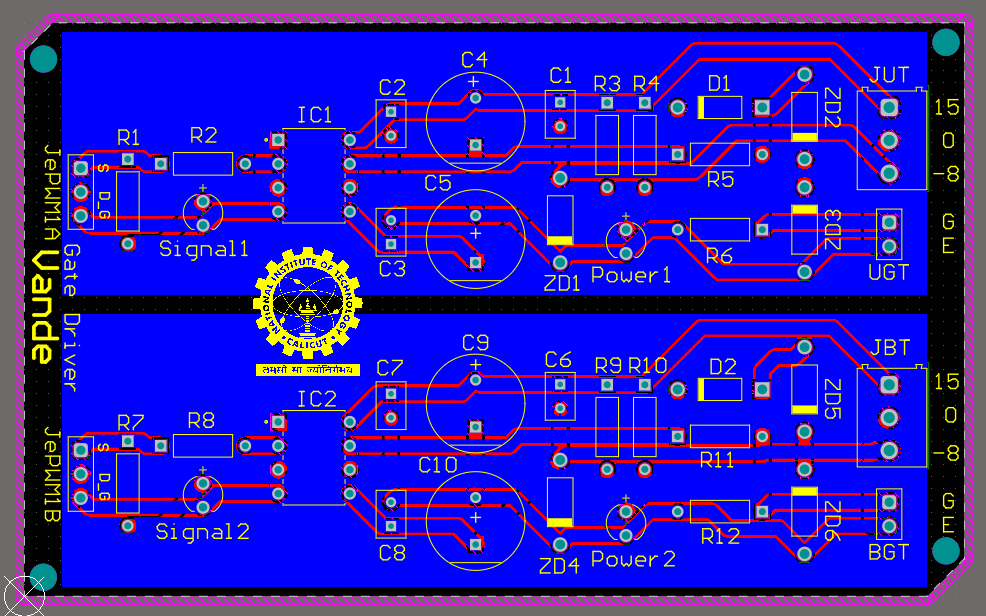 C4
C2
C1
R3
R4
D1
ZD2
JUT
15
IC1
R1
R2
0
-8
R5
C5
JePWM1A
S
D_G
Signal1
C3
ZD1
Power1
R6
ZD3
G
E
UGT
Gate Driver
Vande
NATIONAL INSTITUTE OF TECHNOLOGY
CALICUT
तमसो मा ज्योतिर्गमय
C9
C7
C6
R9
R10
D2
ZD5
JBT
15
IC2
R7
R8
0
-8
R11
C10
JePWM1B
S
D_G
Signal2
C8
ZD4
Power2
R12
ZD6
G
E
BGT